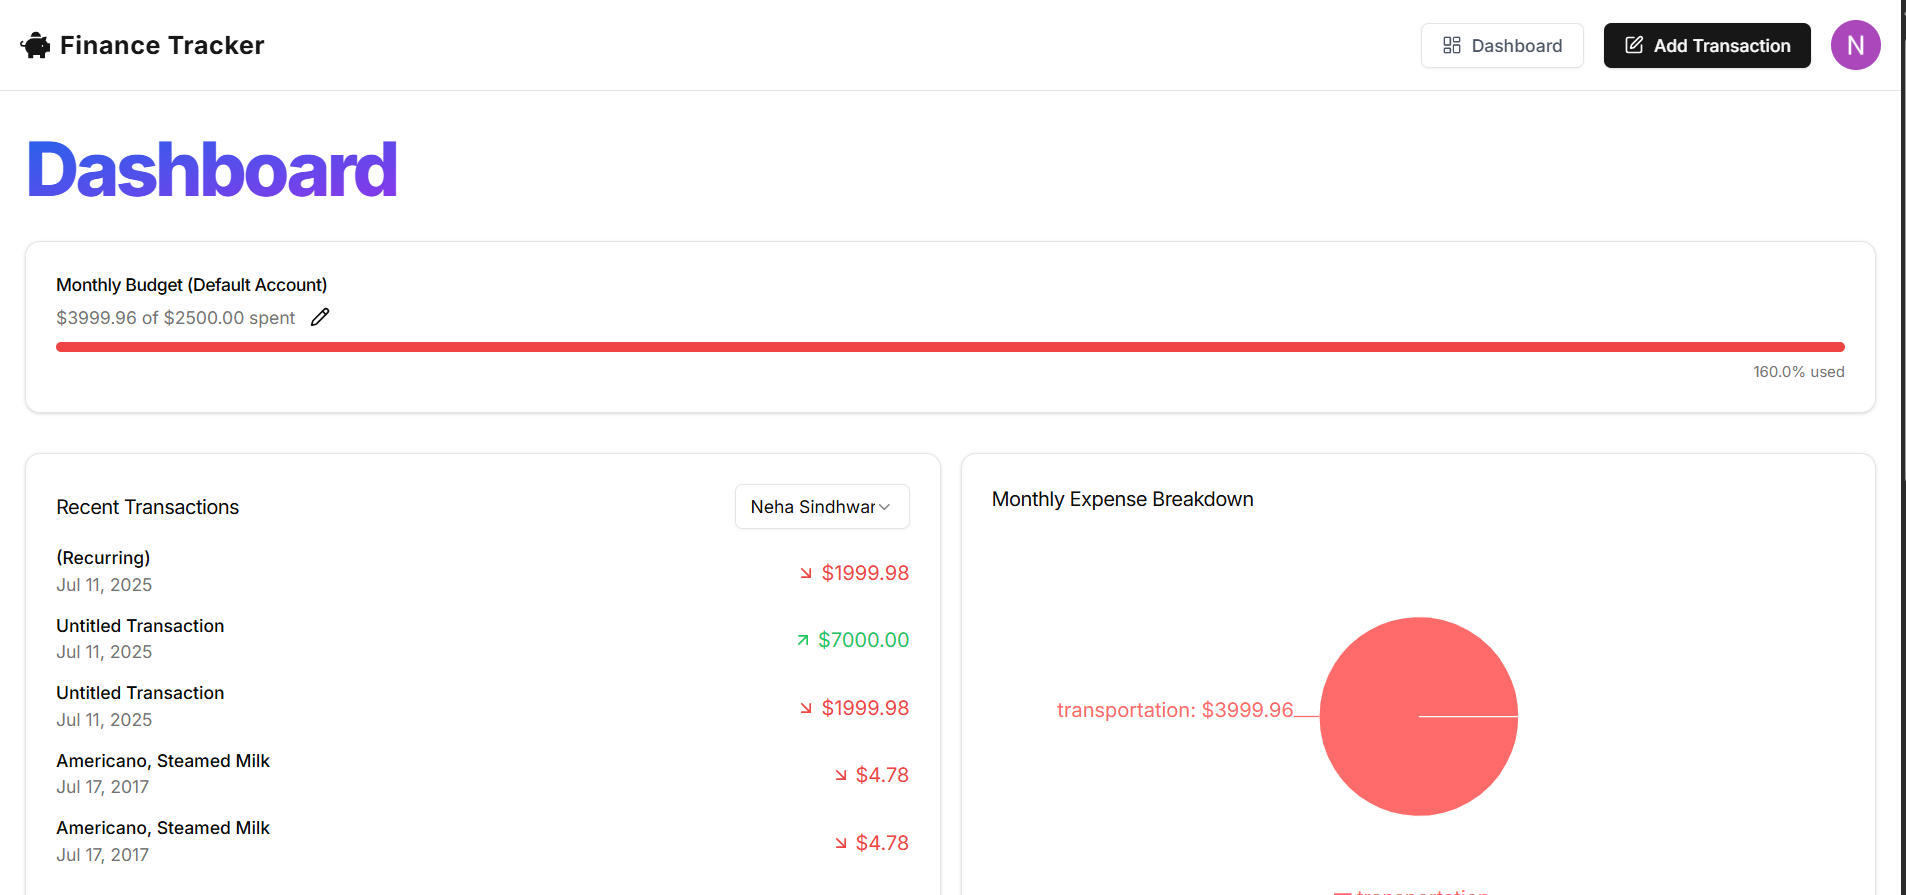 Finance Tracker
Dashboard
Add Transaction
N
Dashboard
Monthly Budget (Default Account)
$3999.96 of $2500.00 spent
160.0% used
Recent Transactions
Neha Sindhwar
(Recurring)
$1999.98
Jul 11, 2025
Untitled Transaction
$7000.00
Jul 11, 2025
Untitled Transaction
$1999.98
Jul 11, 2025
Americano, Steamed Milk
$4.78
Jul 17, 2017
Americano, Steamed Milk
$4.78
Jul 17, 2017
Monthly Expense Breakdown
transportation: $3999.96
transportation